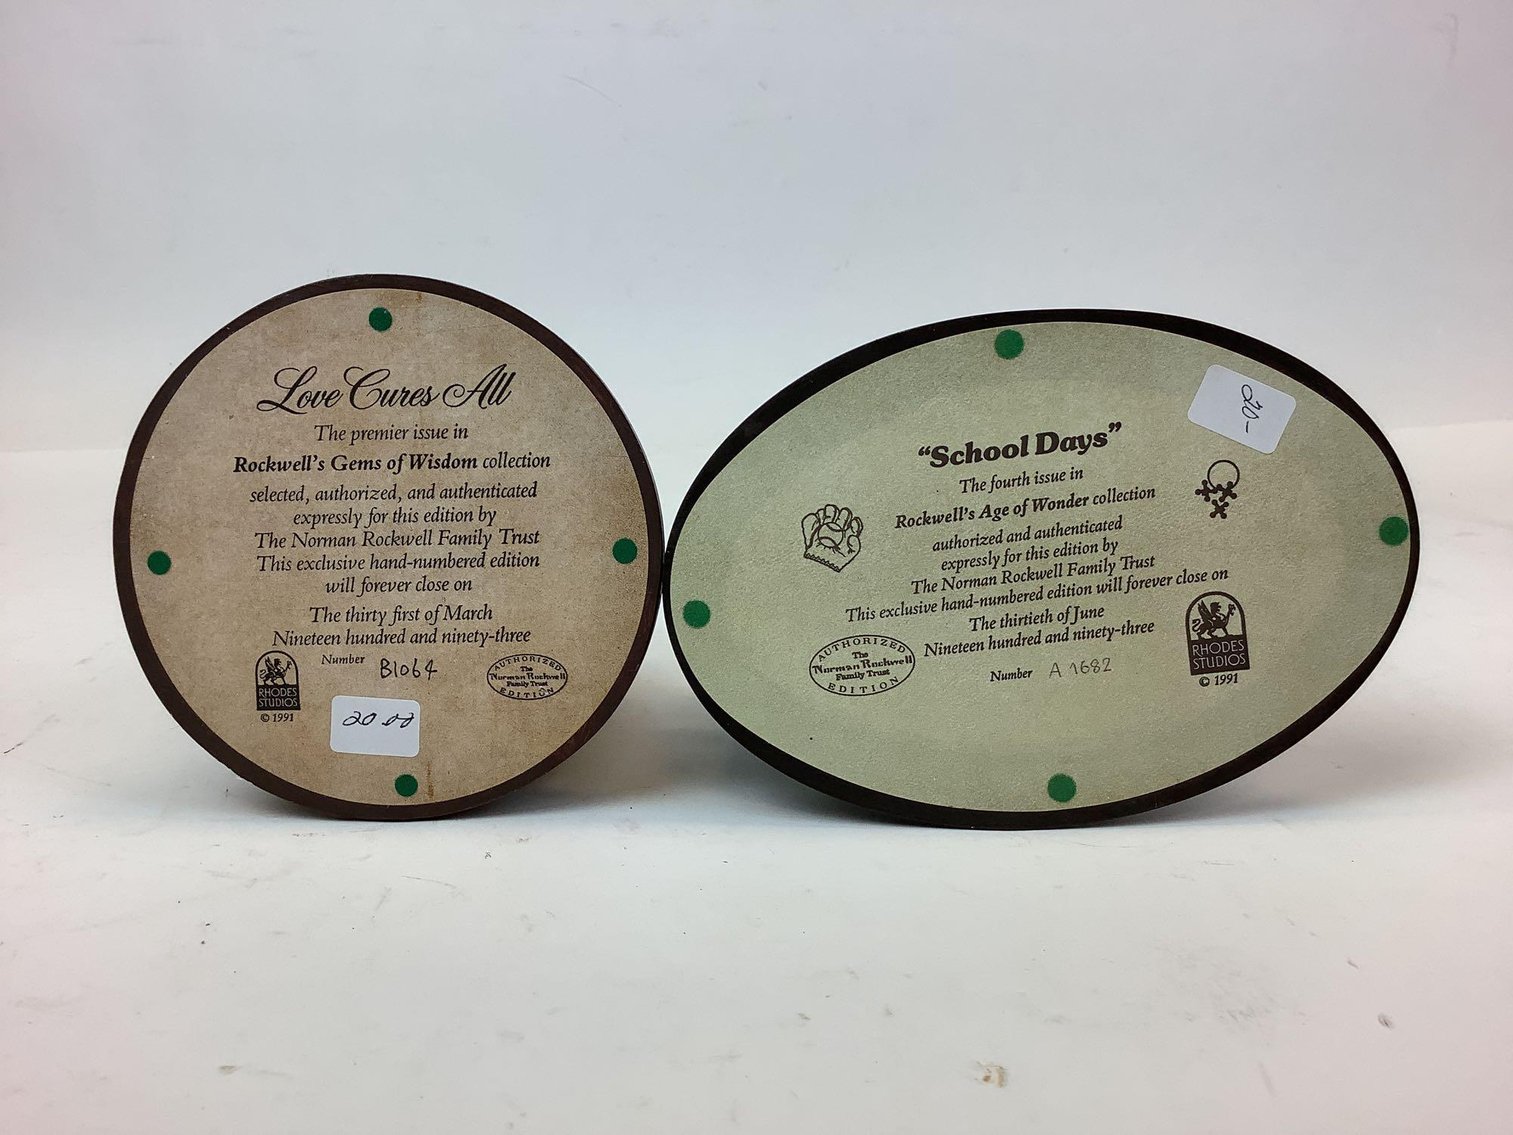 Love Cures All
The premier issue in
Rockwell's Gems of Wisdom collection
selected, authorized, and authenticated
expressly for this edition by
The Norman Rockwell Family Trust
This exclusive hand-numbered edition
will forever close on
The thirty first of March
Nineteen hundred and ninety-three
Number B1064
RHODES
STUDIOS
© 1991
AUTHORIZED
The
Norman Rockwell
Family Trust
EDITION
20.00
"School Days"
The fourth issue in
Rockwell's Age of Wonder collection
authorized and authenticated
expressly for this edition by
The Norman Rockwell Family Trust
This exclusive hand-numbered edition will forever close on
The thirtieth of June
Nineteen hundred and ninety-three
Number A 1682
AUTHORIZED
The
Norman Rockwell
Family Trust
EDITION
RHODES
STUDIOS
© 1991
20-